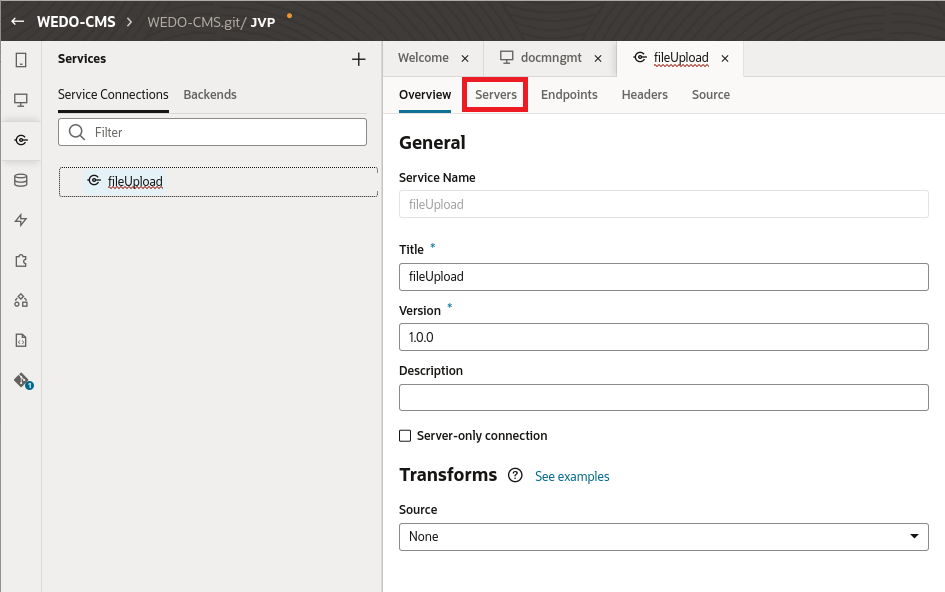 WEDO-CMS > WEDO-CMS.git/ JVP
Services
Service Connections Backends
Filter
fileUpload
1
Welcome docmngmt fileUpload
Overview Servers Endpoints Headers Source
General
Service Name
fileUpload
Title *
fileUpload
Version *
1.0.0
Description
Server-only connection
Transforms ? See examples
Source
None